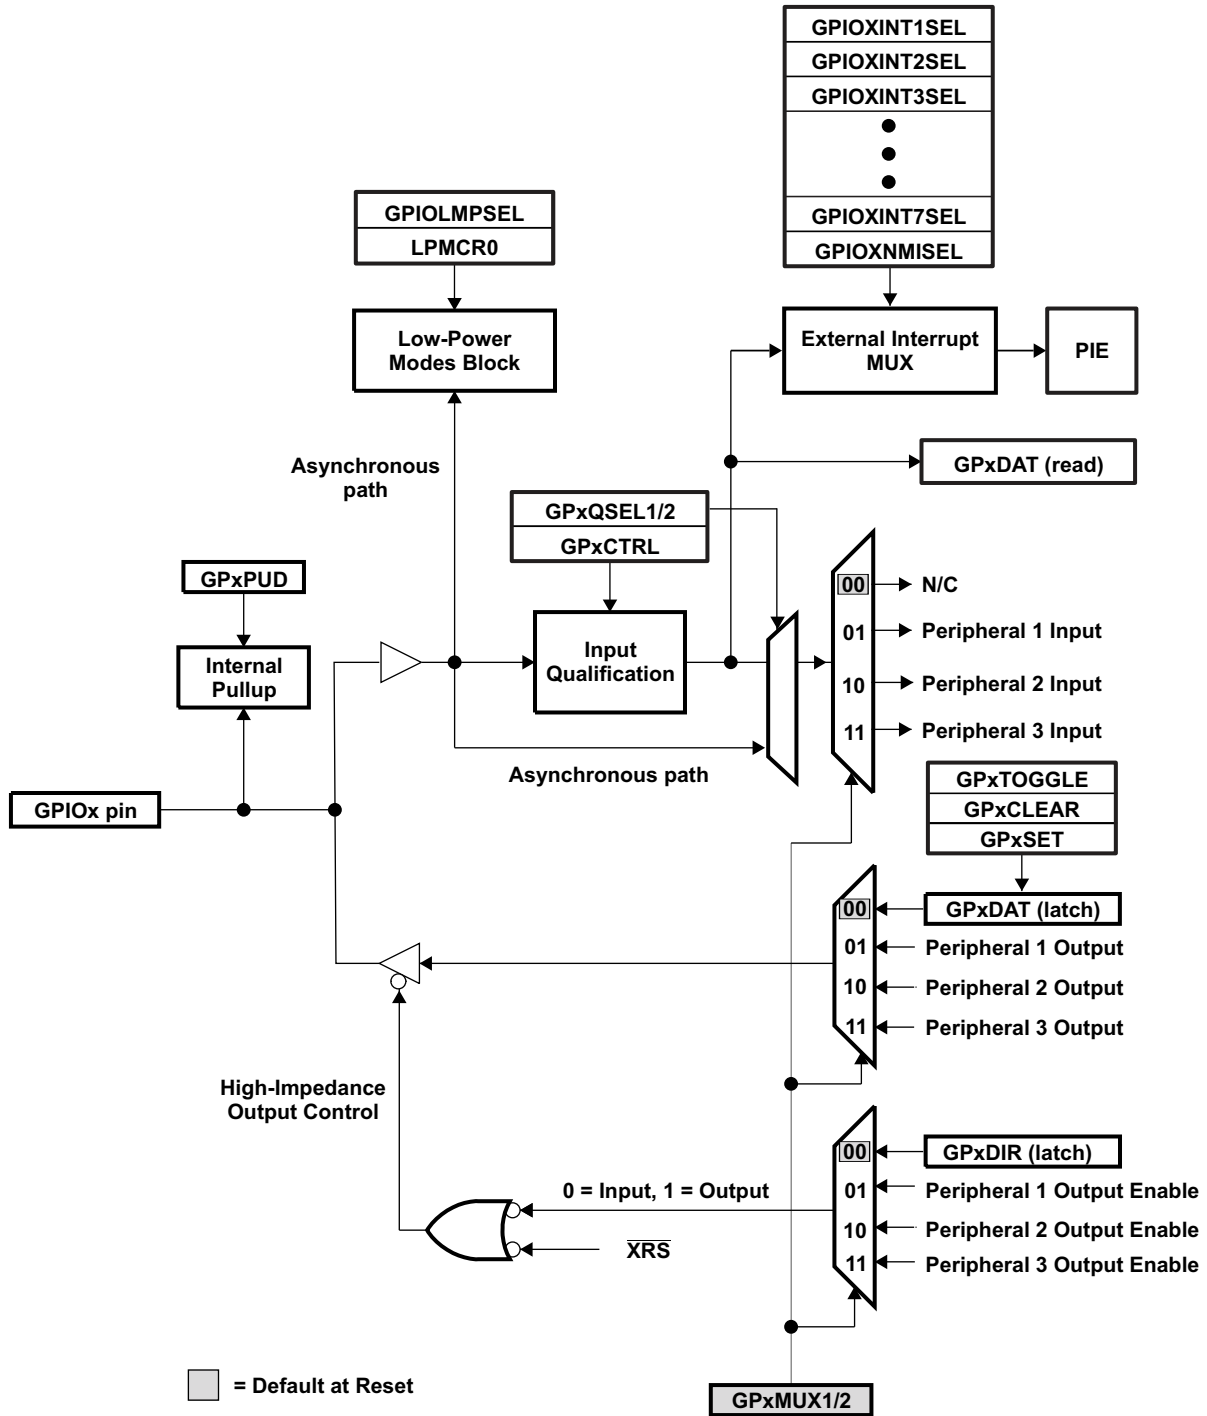 GPIOXINT1SEL
GPIOXINT2SEL
GPIOXINT3SEL
GPIOXINT7SEL
GPIOXNMISEL
GPIOLMPSEL
LPMCR0
Low-Power
Modes Block
External Interrupt
MUX
PIE
Asynchronous
path
GPxDAT (read)
GPxQSEL1/2
GPxCTRL
GPxPUD
Internal
Pullup
Input
Qualification
00
N/C
01
Peripheral 1 Input
10
Peripheral 2 Input
11
Peripheral 3 Input
Asynchronous path
GPIOx pin
GPxTOGGLE
GPxCLEAR
GPxSET
00
GPxDAT (latch)
01
Peripheral 1 Output
10
Peripheral 2 Output
11
Peripheral 3 Output
High-Impedance
Output Control
00
GPxDIR (latch)
0 = Input, 1 = Output
01
Peripheral 1 Output Enable
10
Peripheral 2 Output Enable
XRS
11
Peripheral 3 Output Enable
= Default at Reset
GPxMUX1/2